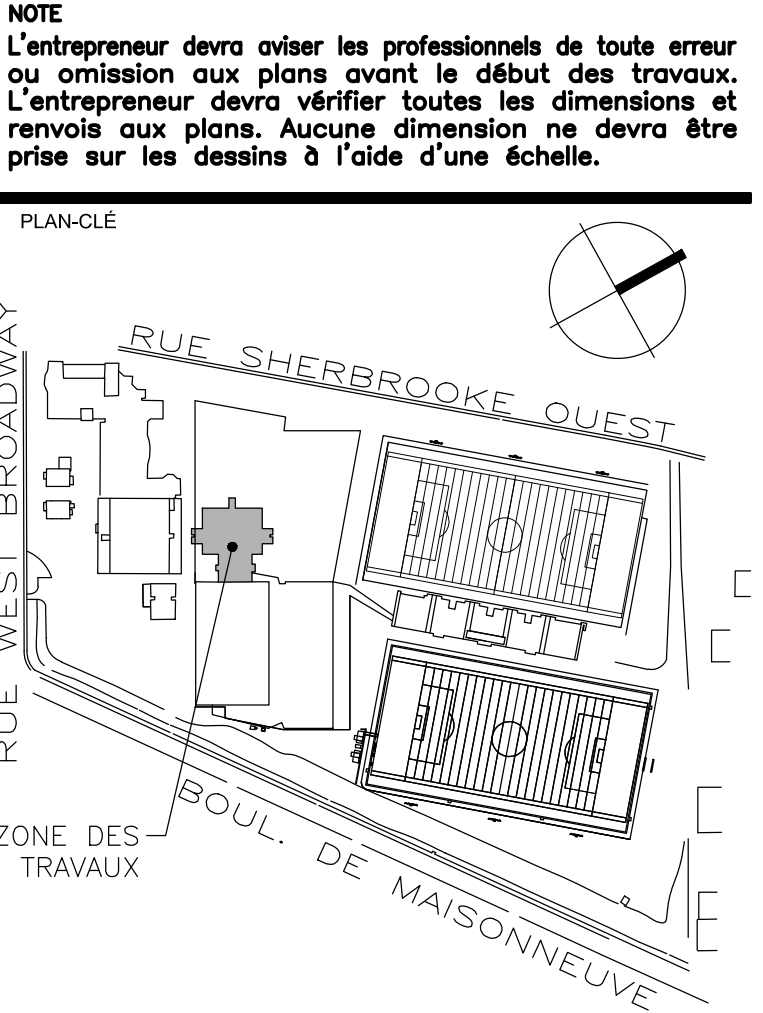 NOTE
L'entrepreneur devra aviser les professionnels de toute erreur
ou omission aux plans avant le début des travaux.
L'entrepreneur devra vérifier toutes les dimensions et
renvois aux plans. Aucune dimension ne devra être
prise sur les dessins à l'aide d'une échelle.
PLAN-CLÉ
RUE SHERBROOKE OUEST
RUE WEST BROADWAY
ZONE DES
TRAVAUX
BOUL. DE MAISONNEUVE